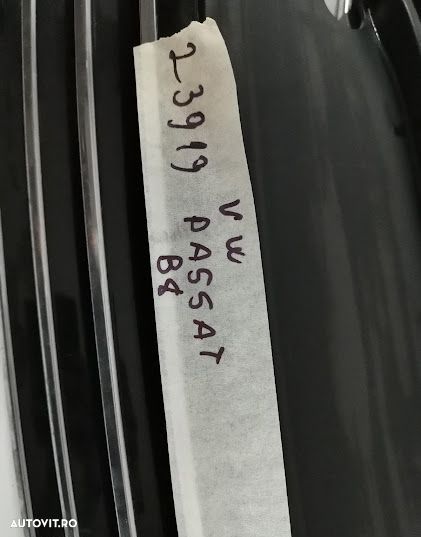 23919
VW
PASSAT
B8
AUTOVIT.RO